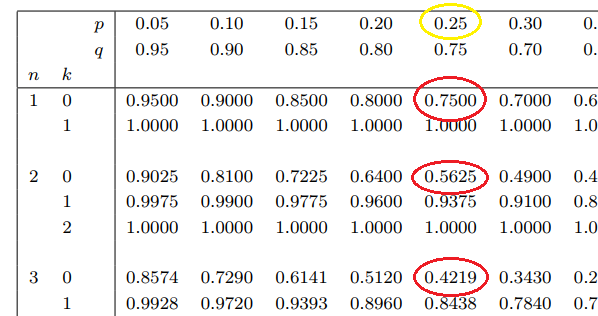 p 0.05 0.10 0.15 0.20 0.25 0.30 0.
q 0.95 0.90 0.85 0.80 0.75 0.70 0.
n k
1 0 0.9500 0.9000 0.8500 0.8000 0.7500 0.7000 0.6
1 1.0000 1.0000 1.0000 1.0000 1.0000 1.0000 1.0
2 0 0.9025 0.8100 0.7225 0.6400 0.5625 0.4900 0.4
1 0.9975 0.9900 0.9775 0.9600 0.9375 0.9100 0.8
2 1.0000 1.0000 1.0000 1.0000 1.0000 1.0000 1.0
3 0 0.8574 0.7290 0.6141 0.5120 0.4219 0.3430 0.2
1 0.9928 0.9720 0.9393 0.8960 0.8438 0.7840 0.7